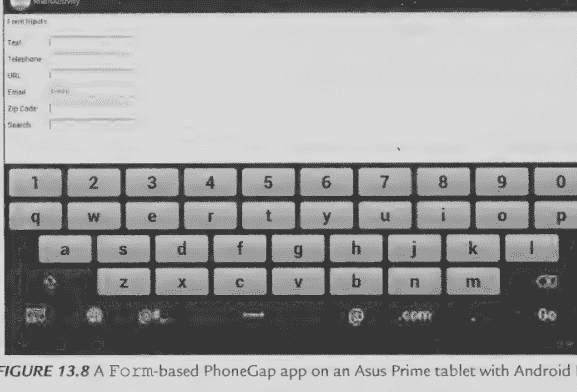 MainActivity
Form Inputs
Text
Telephone
URL
Email
Zip Code
Search
1 2 3 4 5 6 7 8 9 0
q w e r t y u i o p
a s d f g h j k l
z x c v b n m
@#_ @ .com . Go
FIGURE 13.8 A Form-based PhoneGap app on an Asus Prime tablet with Android